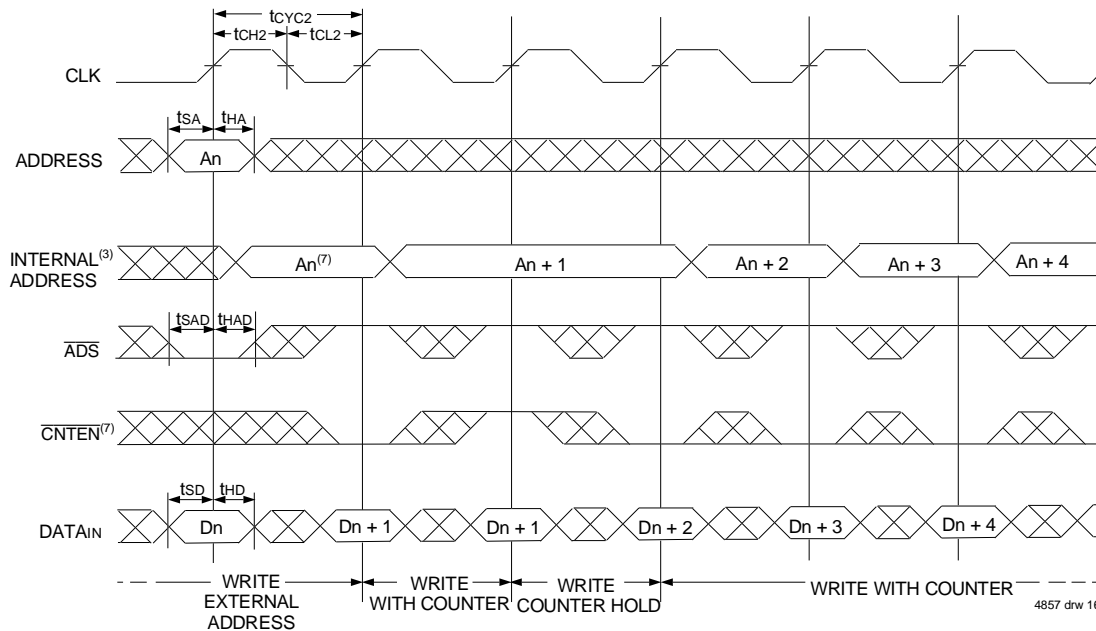 tCYC2
tCH2 tCL2
CLK
tSA tHA
ADDRESS An
INTERNAL(3)
ADDRESS An(7) An + 1 An + 2 An + 3 An + 4
tSAD tHAD
ADS
CNTEN(7)
tSD tHD
DATAIN Dn Dn + 1 Dn + 1 Dn + 2 Dn + 3 Dn + 4
WRITE
EXTERNAL
ADDRESS
WRITE
WITH COUNTER
WRITE
COUNTER HOLD
WRITE WITH COUNTER
4857 drw 16